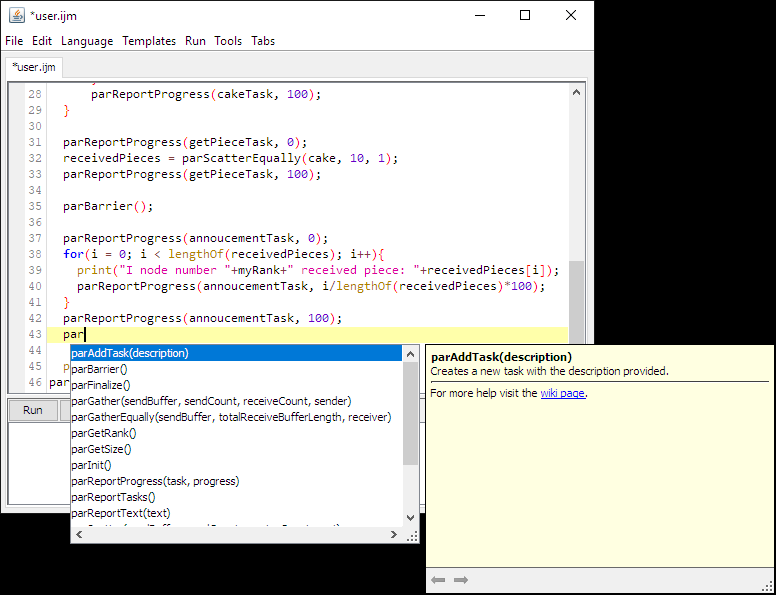 *user.ijm
File Edit Language Templates Run Tools Tabs
*user.ijm
28 parReportProgress(cakeTask, 100);
29 }
30
31 parReportProgress(getPieceTask, 0);
32 receivedPieces = parScatterEqually(cake, 10, 1);
33 parReportProgress(getPieceTask, 100);
34
35 parBarrier();
36
37 parReportProgress(annoucementTask, 0);
38 for(i = 0; i < lengthOf(receivedPieces); i++){
39 print("I node number "+myRank+" received piece: "+receivedPieces[i]);
40 parReportProgress(annoucementTask, i/lengthOf(receivedPieces)*100);
41 }
42 parReportProgress(annoucementTask, 100);
43 par
44
45 p
46 par
Run
parAddTask(description)
parBarrier()
parFinalize()
parGather(sendBuffer, sendCount, receiveCount, sender)
parGatherEqually(sendBuffer, totalReceiveBufferLength, receiver)
parGetRank()
parGetSize()
parInit()
parReportProgress(task, progress)
parReportTasks()
parReportText(text)
parAddTask(description)
Creates a new task with the description provided.
For more help visit the wiki page.